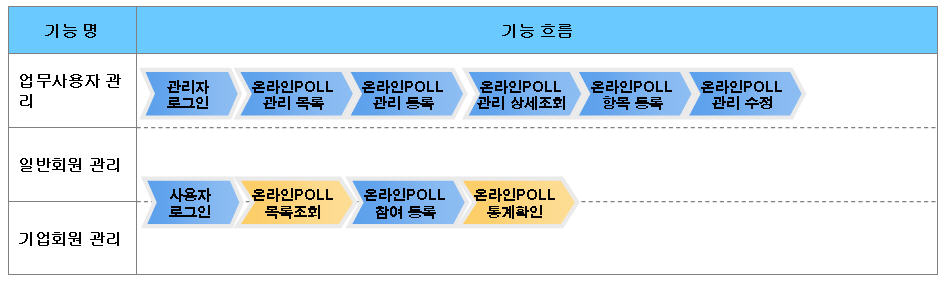 기능 명
기능 흐름
업무사용자 관
리
관리자
로그인
온라인POLL
관리 목록
온라인POLL
관리 등록
온라인POLL
관리 상세조회
온라인POLL
항목 등록
온라인POLL
관리 수정
일반회원 관리
사용자
로그인
온라인POLL
목록조회
온라인POLL
참여 등록
온라인POLL
통계확인
기업회원 관리